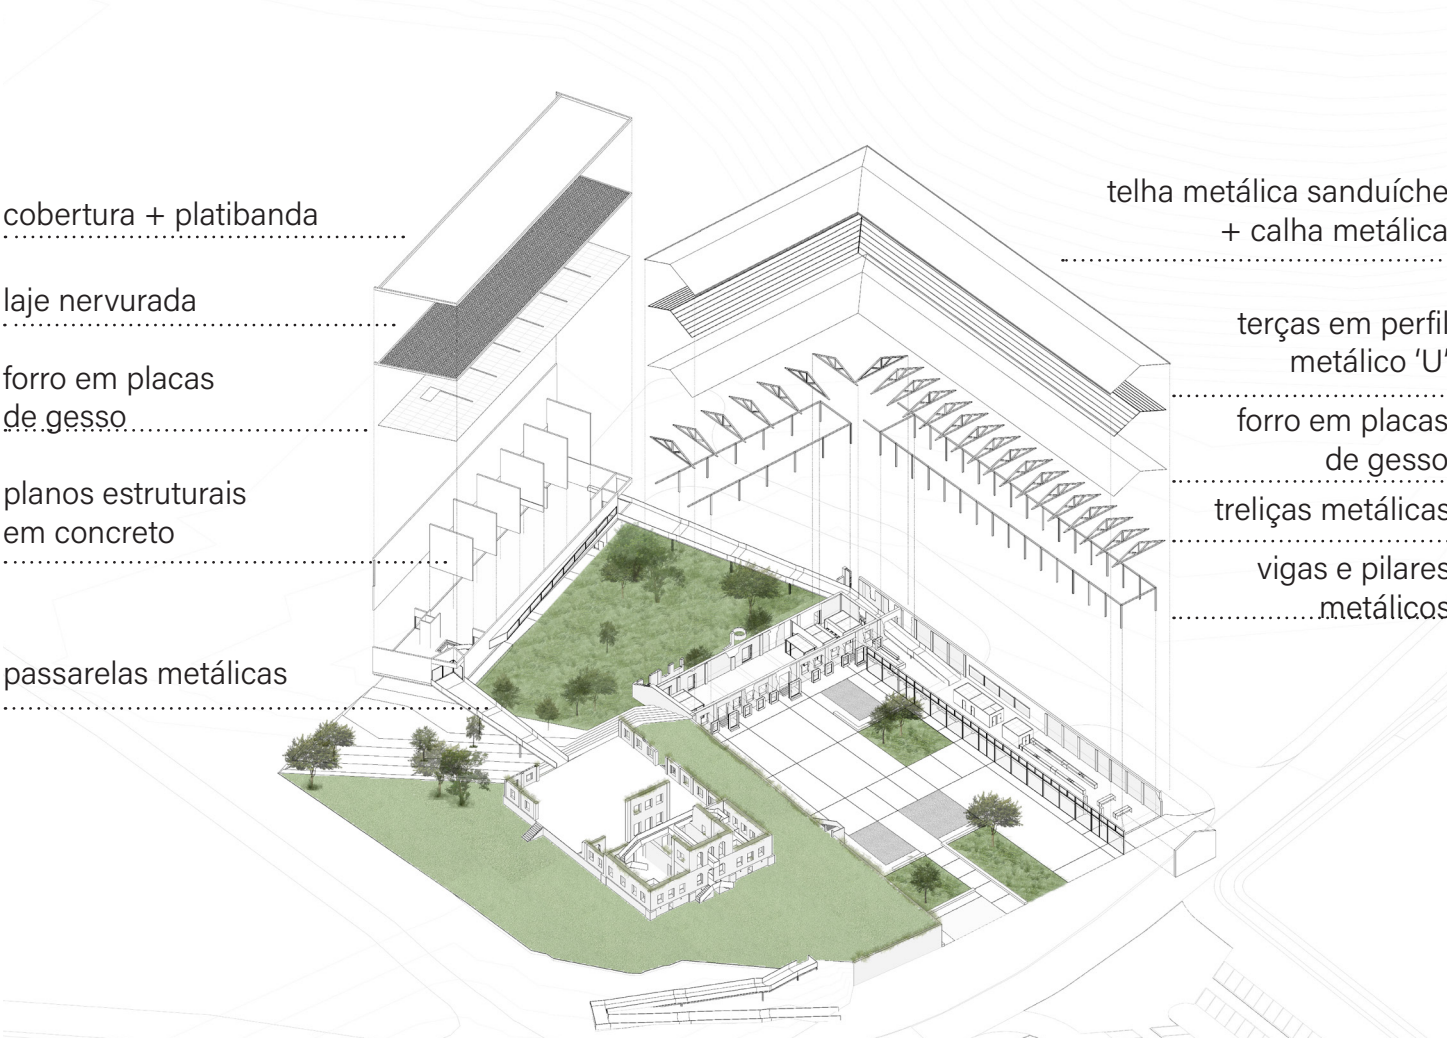 cobertura + platibanda
laje nervurada
forro em placas
de gesso
planos estruturais
em concreto
passarelas metálicas
telha metálica sanduíche
+ calha metálica
terças em perfil
metálico ‘U’
forro em placas
de gesso
treliças metálicas
vigas e pilares
metálicos